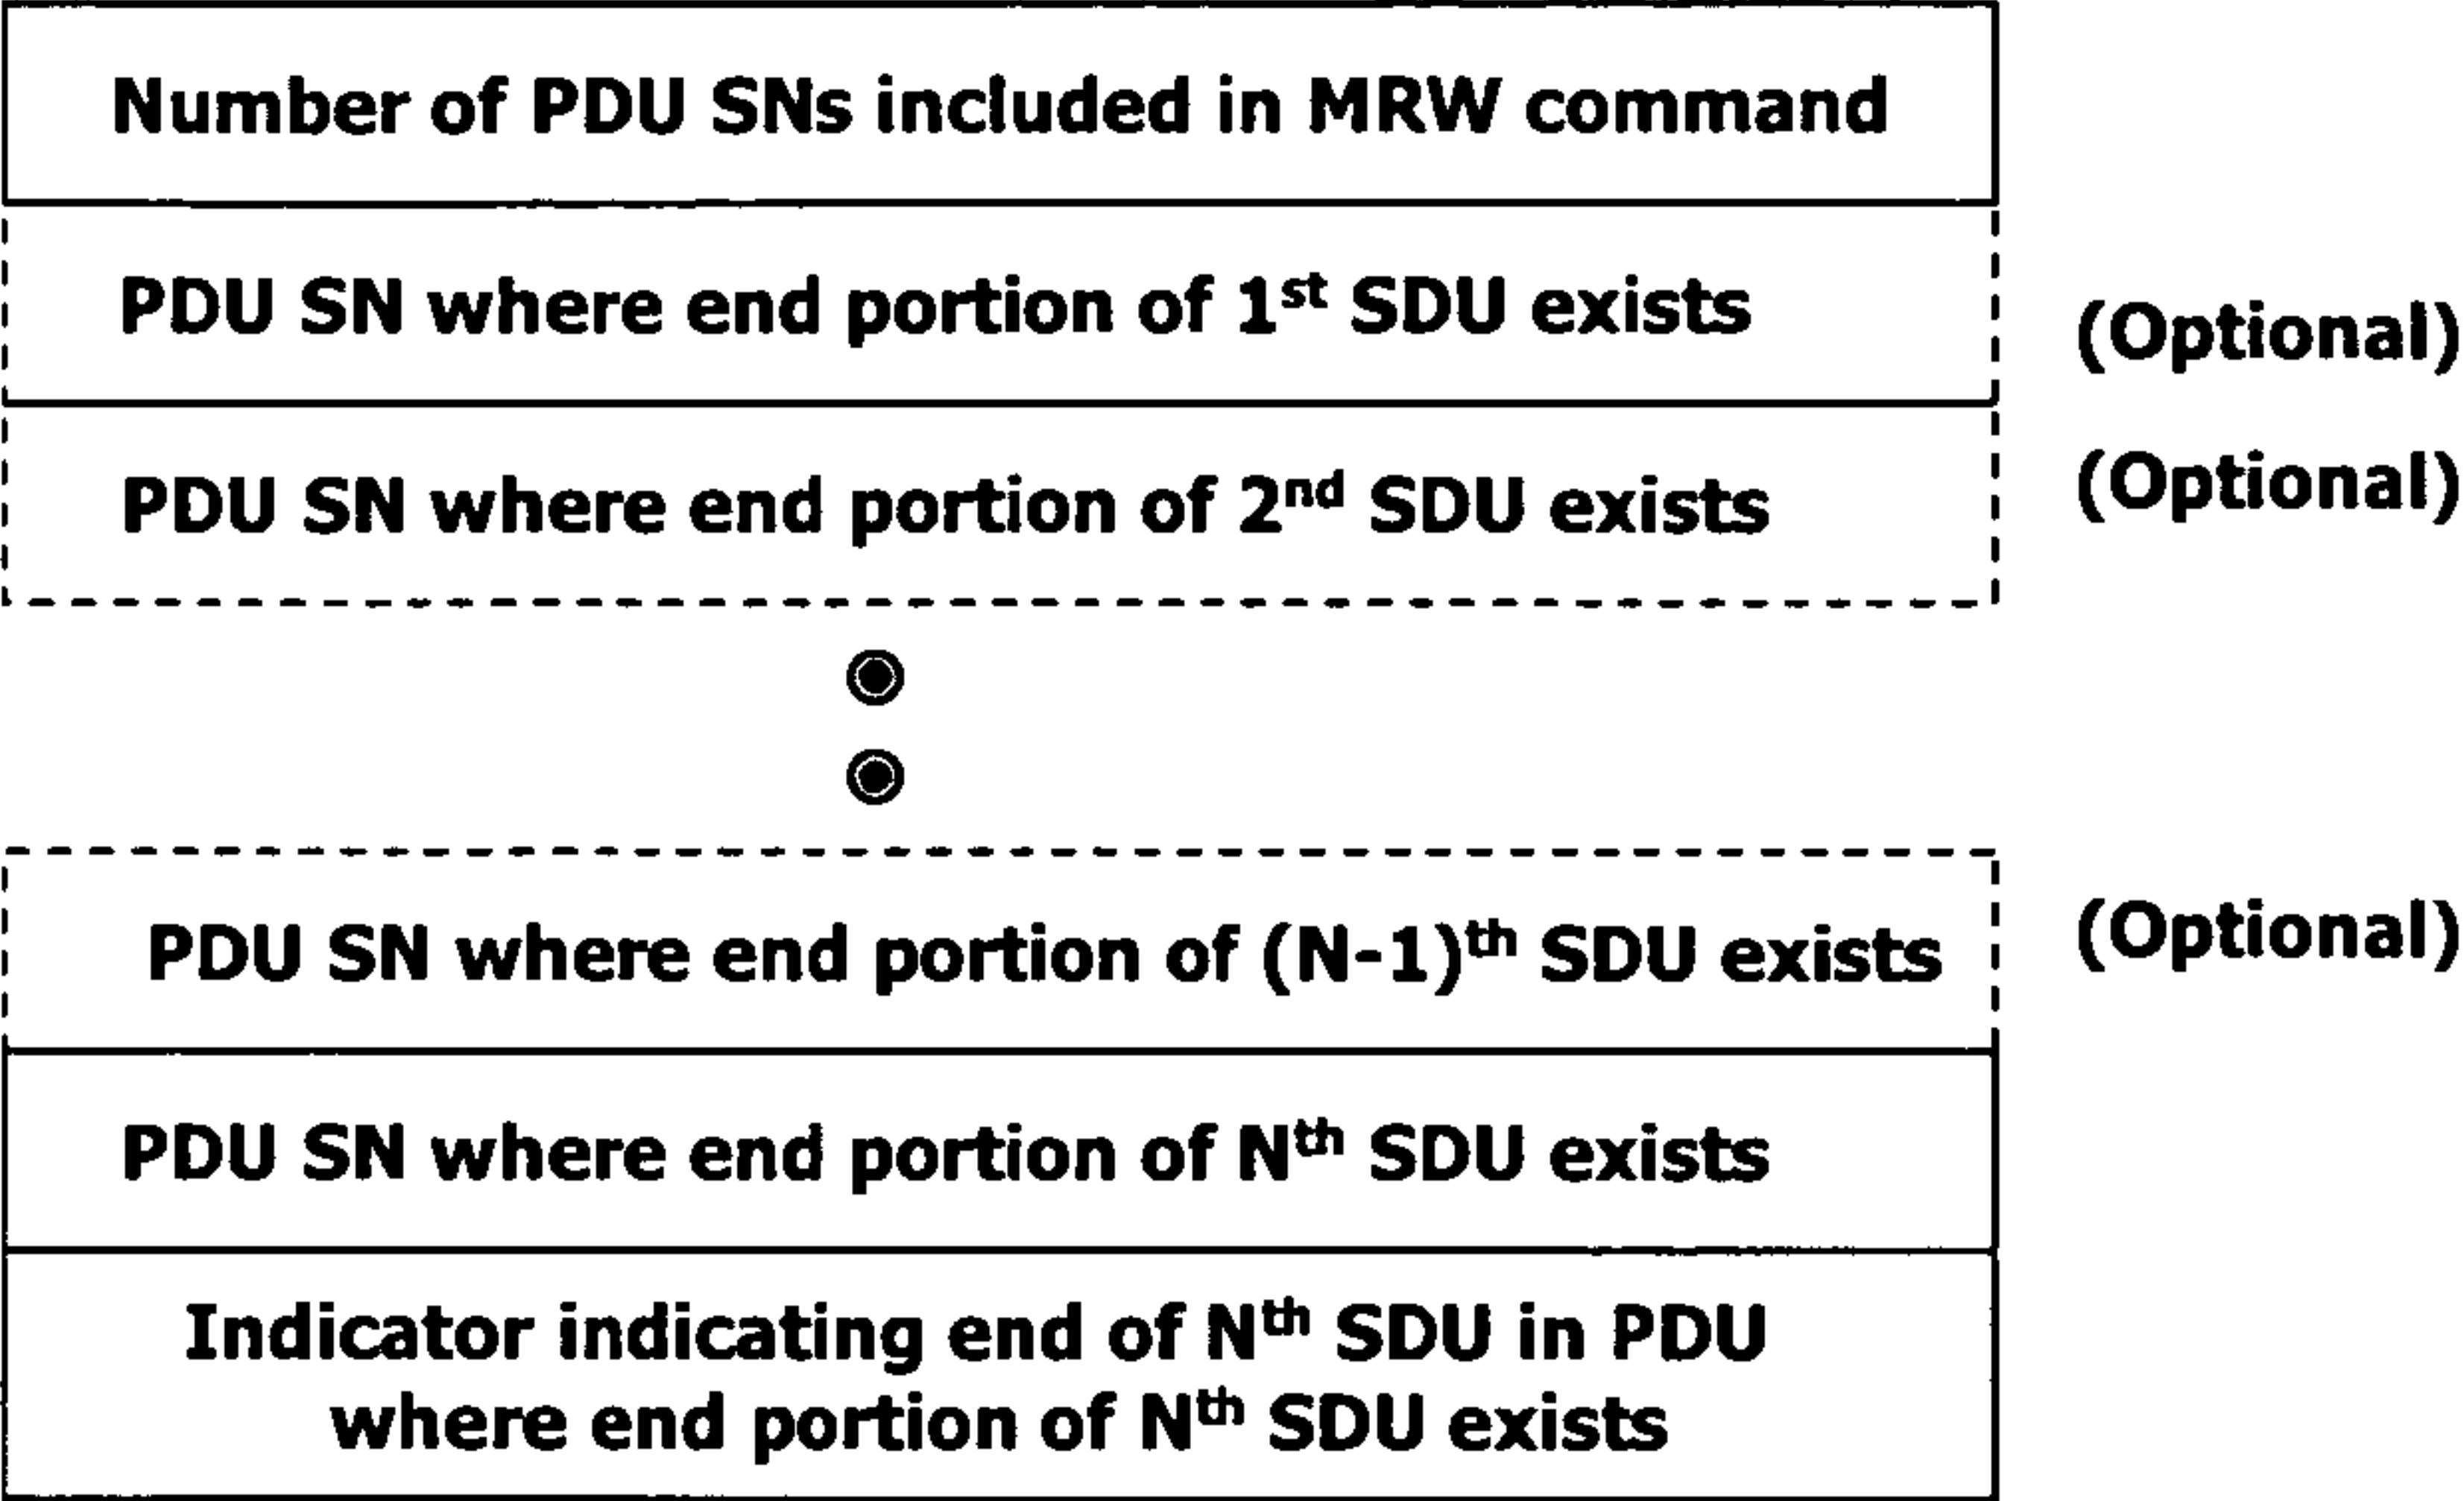 Number of PDU SNs included in MRW command
PDU SN where end portion of 1st SDU exists
(Optional)
PDU SN where end portion of 2nd SDU exists
(Optional)
PDU SN where end portion of (N-1)th SDU exists
(Optional)
PDU SN where end portion of Nth SDU exists
Indicator indicating end of Nth SDU in PDU
where end portion of Nth SDU exists